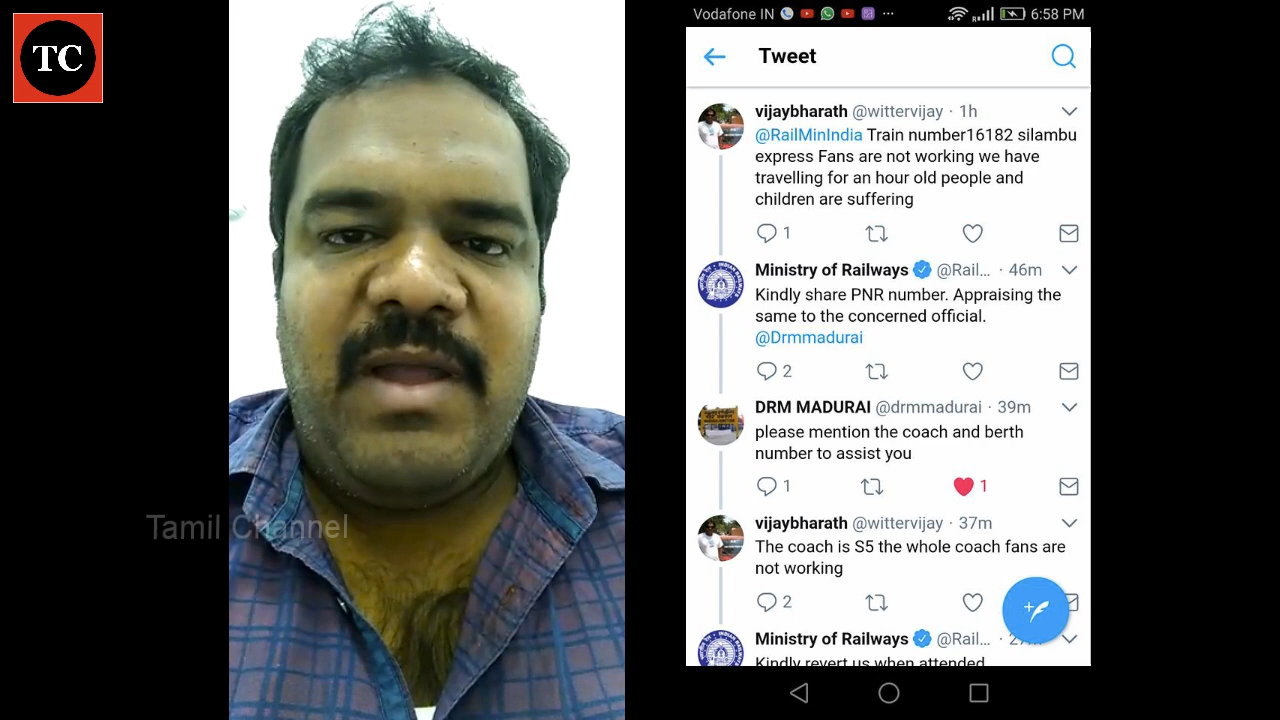 TC
Tamil Channel
Vodafone IN
6:58 PM
Tweet
vijaybharath @wittervijay · 1h
@RailMinIndia Train number16182 silambu
express Fans are not working we have
travelling for an hour old people and
children are suffering
1
Ministry of Railways @Rail... · 46m
Kindly share PNR number. Appraising the
same to the concerned official.
@Drmmadurai
2
DRM MADURAI @drmmadurai · 39m
please mention the coach and berth
number to assist you
1 1
vijaybharath @wittervijay · 37m
The coach is S5 the whole coach fans are
not working
2
Ministry of Railways @Rail... ·
Kindly revert us when attended